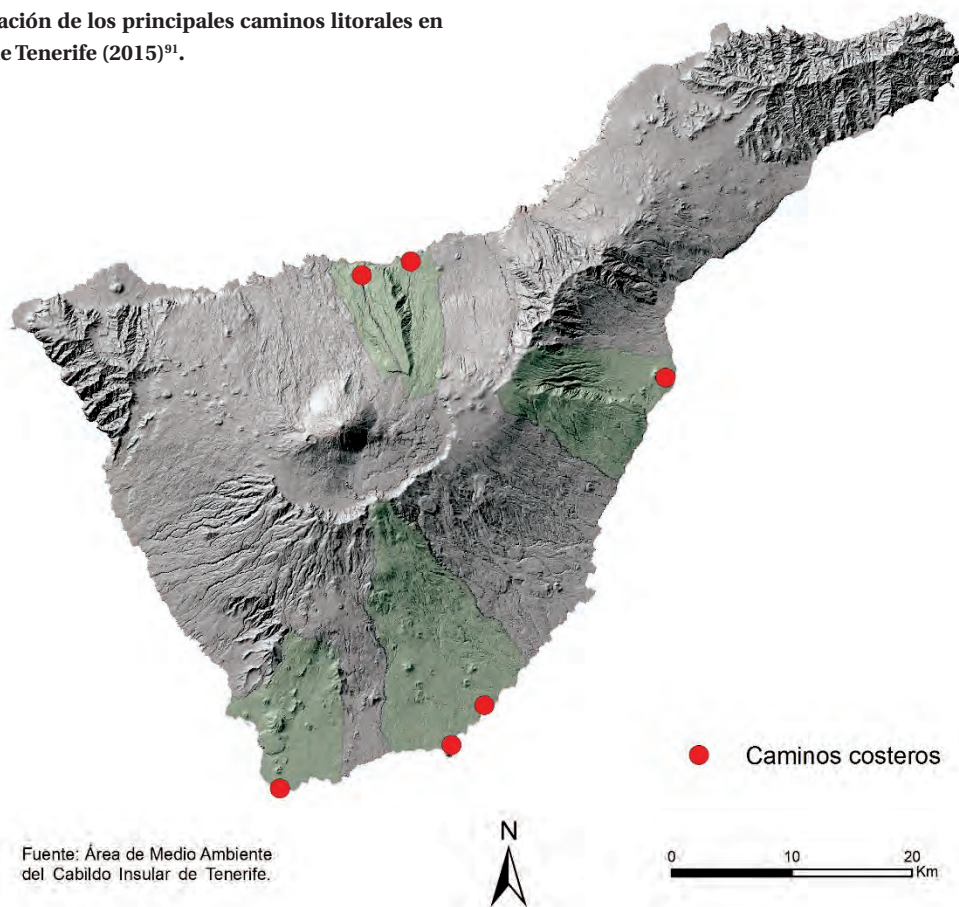 ación de los principales caminos litorales en
e Tenerife (2015)⁹¹.
Caminos costeros
Fuente: Área de Medio Ambiente
del Cabildo Insular de Tenerife.
N
0 10 20
Km